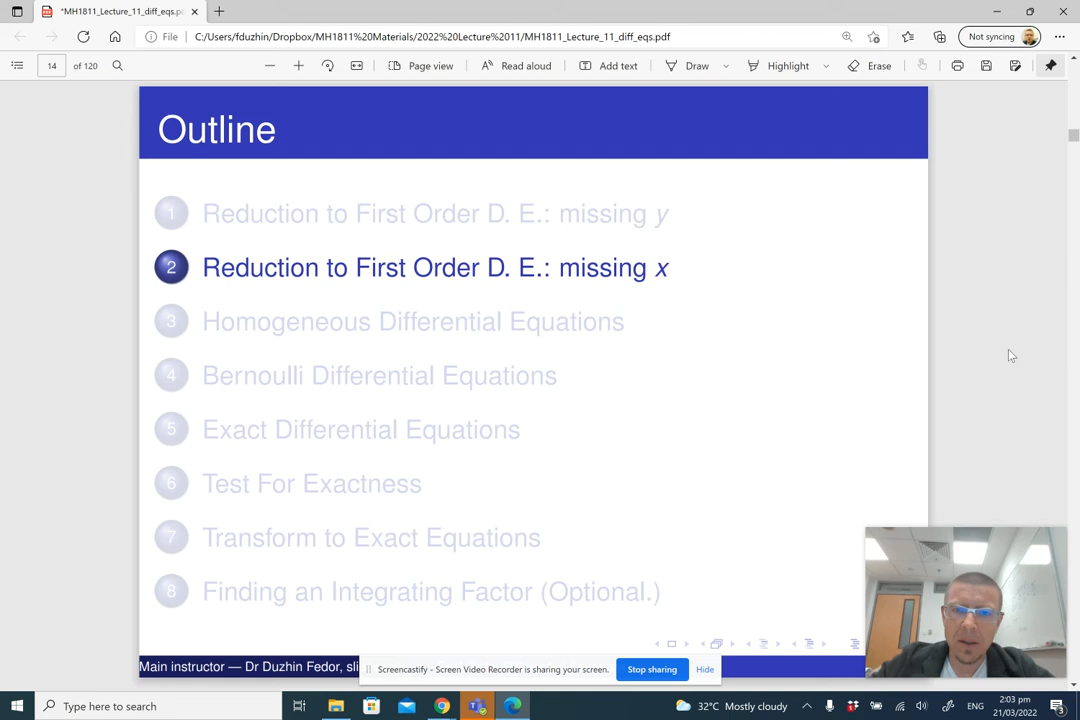 *MH1811_Lecture_11_diff_eqs.p
File
C:/Users/fduzhin/Dropbox/MH1811%20Materials/2022%20Lecture%2011/MH1811_Lecture_11_diff_eqs.pdf
Not syncing
14 of 120
Page view
Read aloud
Add text
Draw
Highlight
Erase
Outline
1 Reduction to First Order D. E.: missing y
2 Reduction to First Order D. E.: missing x
3 Homogeneous Differential Equations
4 Bernoulli Differential Equations
5 Exact Differential Equations
6 Test For Exactness
7 Transform to Exact Equations
8 Finding an Integrating Factor (Optional.)
Main instructor — Dr Duzhin Fedor, sli
Screencastify - Screen Video Recorder is sharing your screen.
Stop sharing
Hide
Type here to search
32°C Mostly cloudy
ENG
2:03 pm
21/03/2022
3